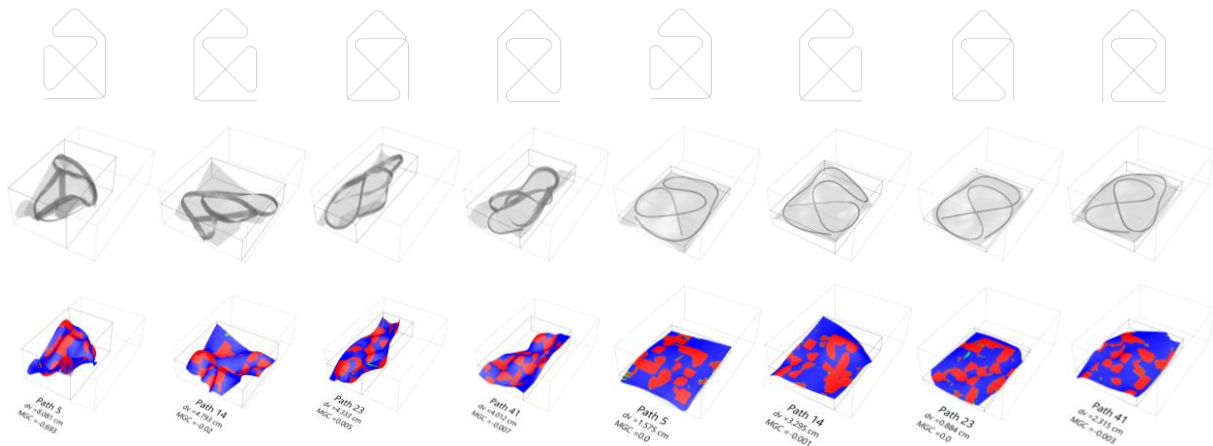 Path 5
dv =8.081 cm
MGC =-0.693
Path 14
dv =4.793 cm
MGC =-0.02
Path 23
dv =4.333 cm
MGC =0.005
Path 41
dv =4.012 cm
MGC =-0.007
Path 5
dv =1.575 cm
MGC =0.0
Path 14
dv =3.295 cm
MGC =-0.001
Path 23
dv =0.884 cm
MGC =0.0
Path 41
dv =2.315 cm
MGC =-0.003